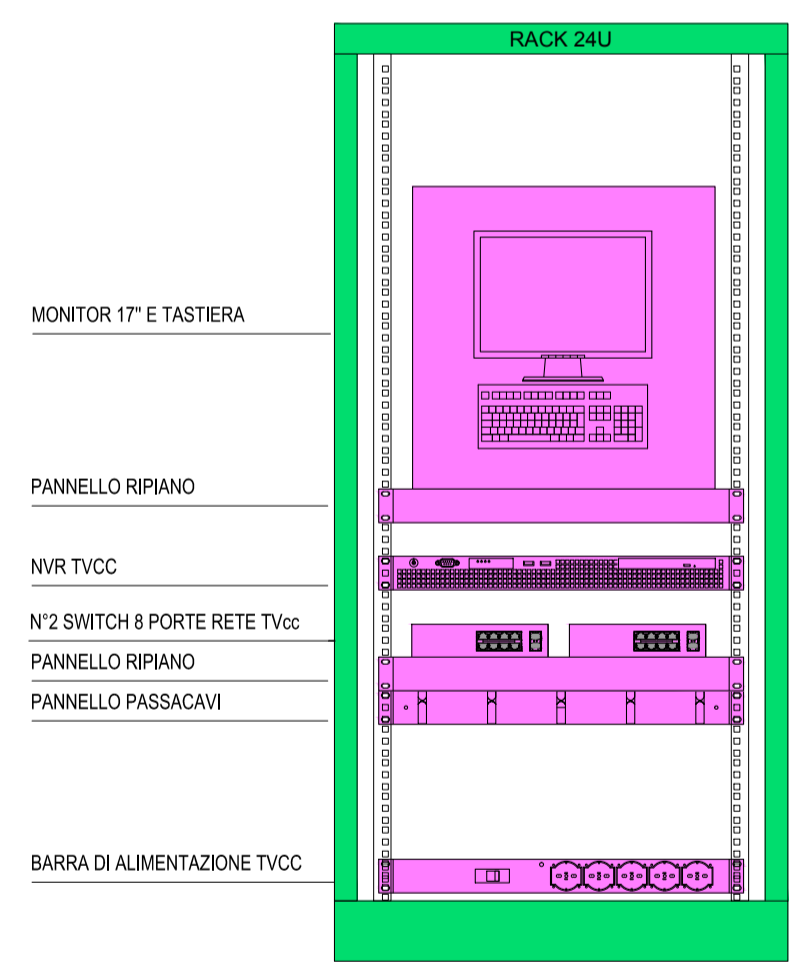 RACK 24U
MONITOR 17" E TASTIERA
PANNELLO RIPIANO
NVR TVCC
N°2 SWITCH 8 PORTE RETE TVcc
PANNELLO RIPIANO
PANNELLO PASSACAVI
BARRA DI ALIMENTAZIONE TVCC